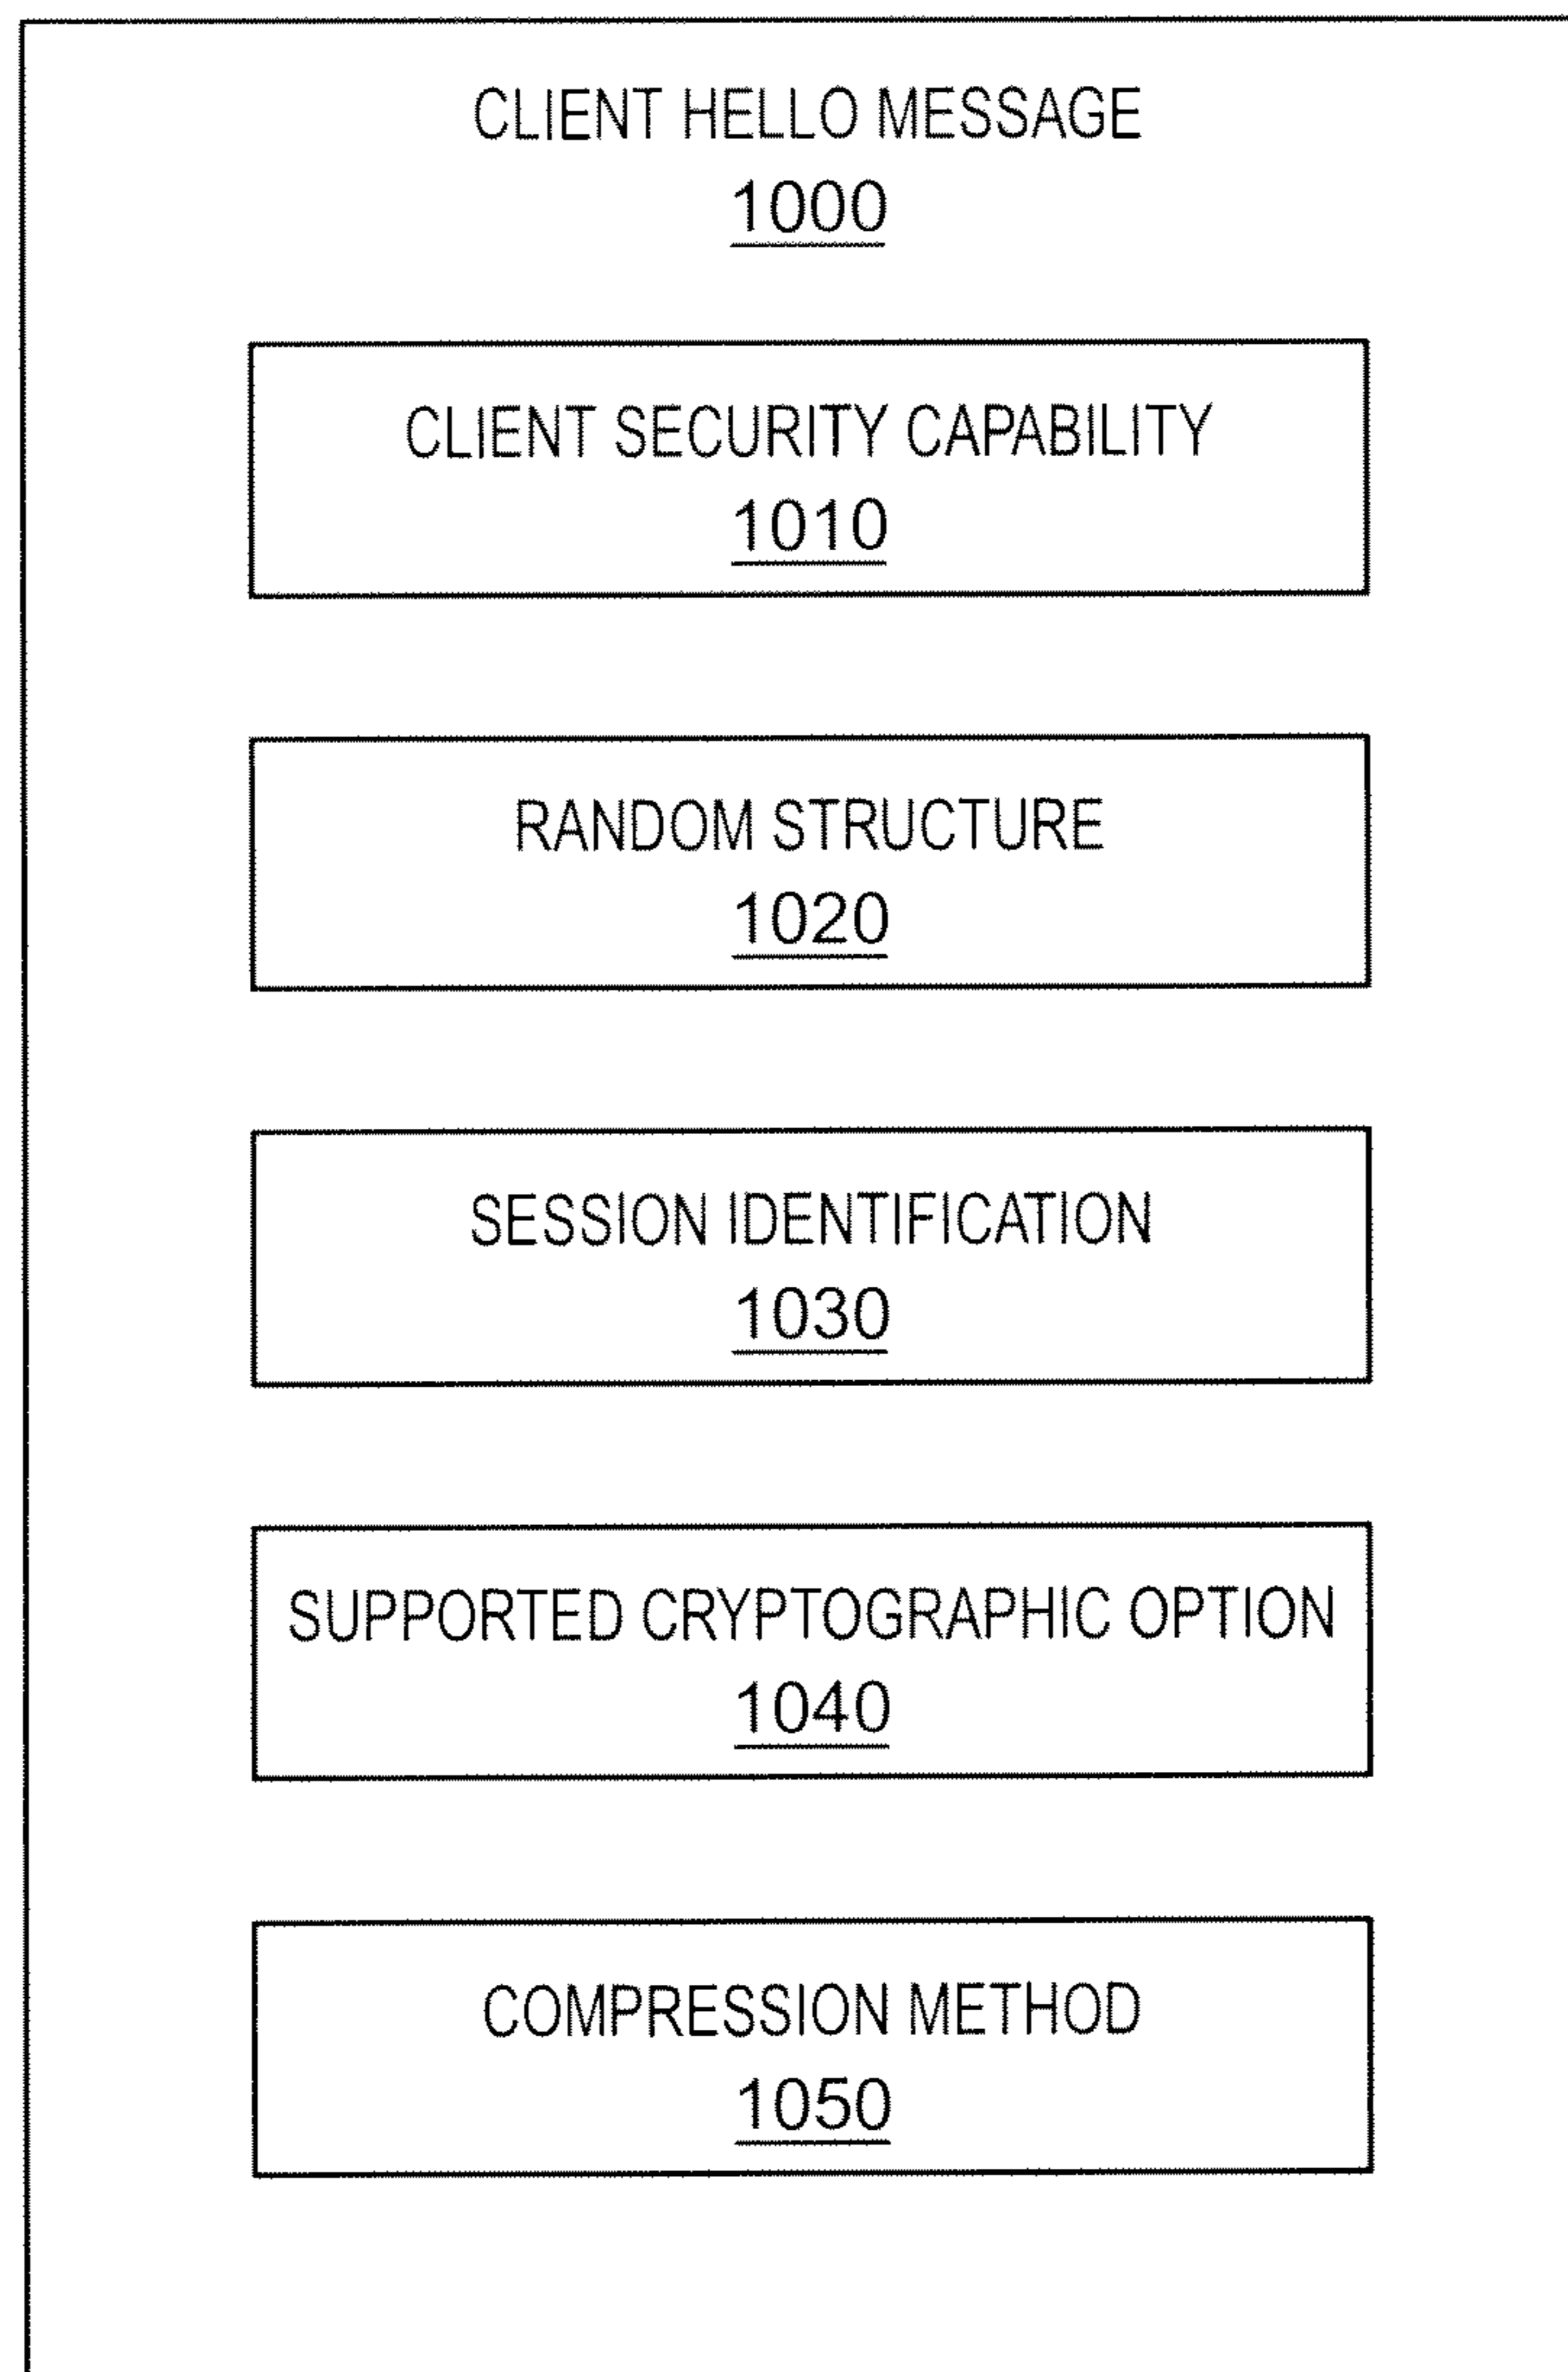 CLIENT HELLO MESSAGE
1000
CLIENT SECURITY CAPABILITY
1010
RANDOM STRUCTURE
1020
SESSION IDENTIFICATION
1030
SUPPORTED CRYPTOGRAPHIC OPTION
1040
COMPRESSION METHOD
1050